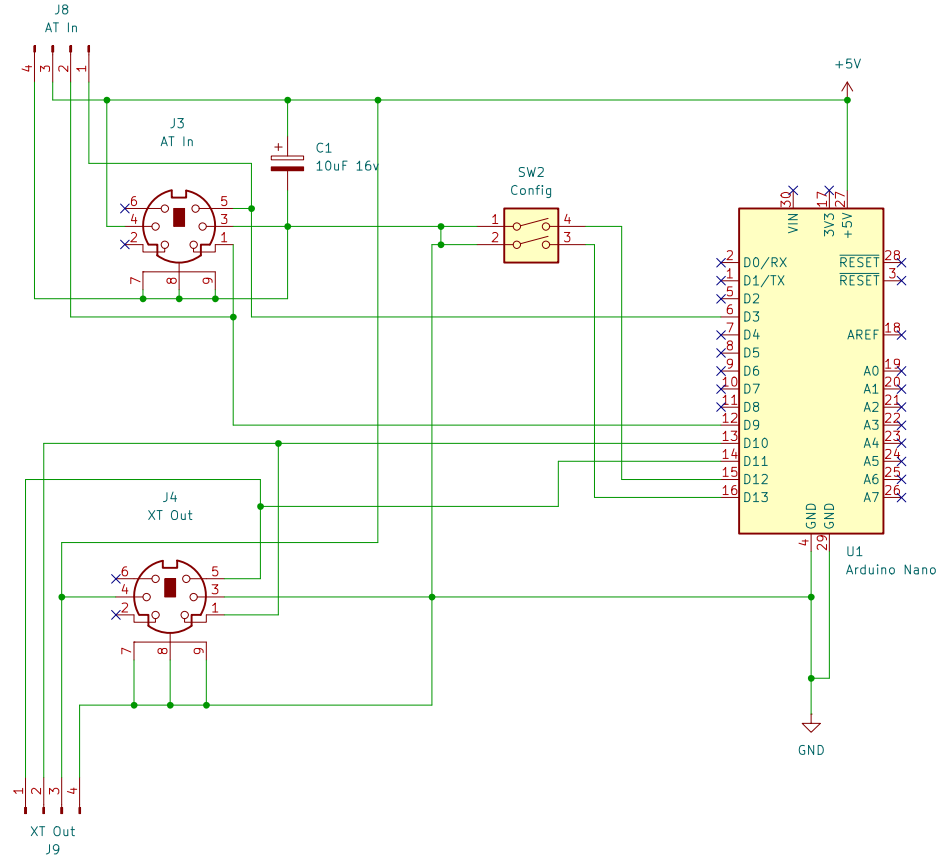 J8
AT In
4 3 2 1
+5V
J3
AT In
C1
+
10uF 16v
SW2
Config
6 5
4 3
2 1
7 8 9
1 4
2 3
30 17 27
VIN 3V3 +5V
2 D0/RX RESET 28
1 D1/TX RESET 3
5 D2
6 D3
7 D4 AREF 18
8 D5
9 D6 A0 19
10 D7 A1 20
11 D8 A2 21
12 D9 A3 22
13 D10 A4 23
14 D11 A5 24
15 D12 A6 25
16 D13 A7 26
GND GND
4 29
U1
Arduino Nano
J4
XT Out
6 5
4 3
2 1
7 8 9
GND
1 2 3 4
XT Out
J9